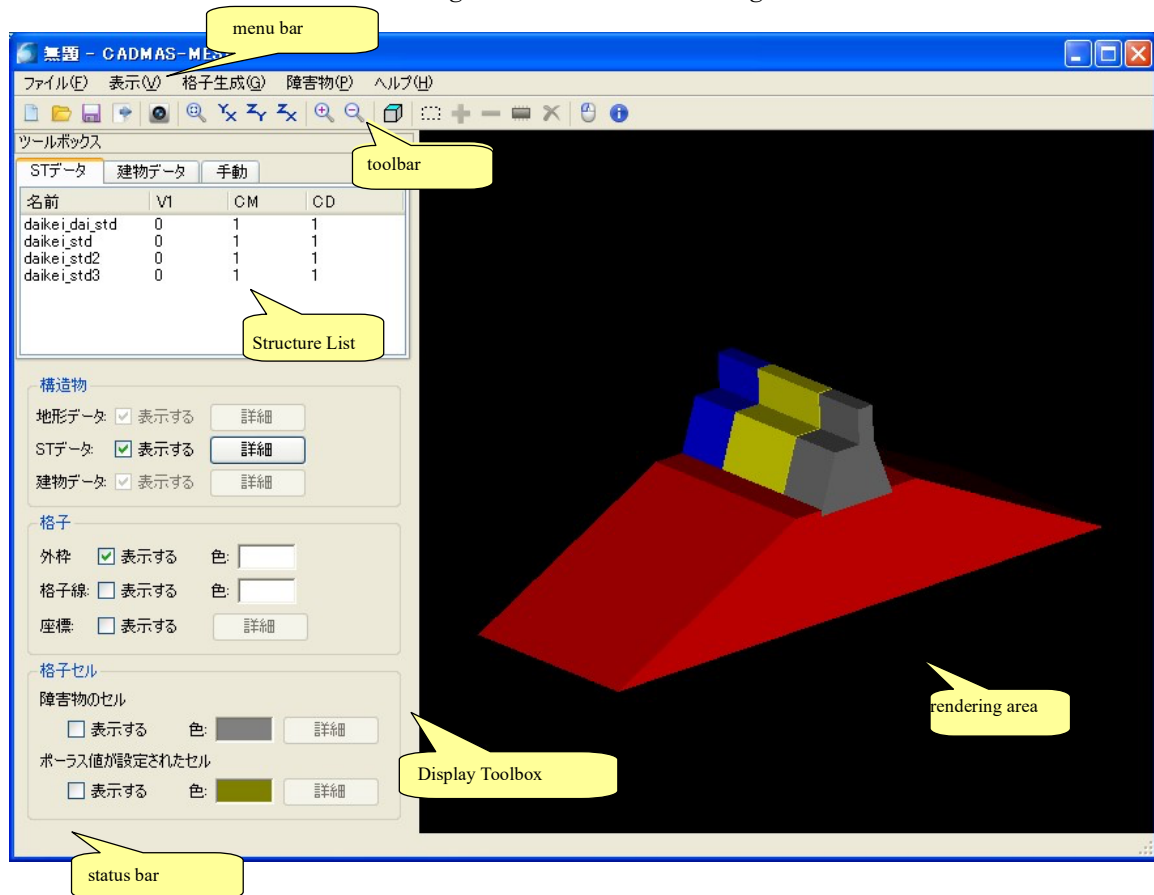 menu bar
無題 - CADMAS-MES
ファイル(F) 表示(V) 格子生成(G) 障害物(P) ヘルプ(H)
ツールボックス
toolbar
STデータ 建物データ 手動
名前 V1 CM CD
daikei_dai_std 0 1 1
daikei_std 0 1 1
daikei_std2 0 1 1
daikei_std3 0 1 1
Structure List
構造物
地形データ: 表示する 詳細
STデータ: 表示する 詳細
建物データ: 表示する 詳細
格子
外枠 表示する 色:
格子線: 表示する 色:
座標: 表示する 詳細
格子セル
障害物のセル
表示する 色: 詳細
ポーラス値が設定されたセル
表示する 色: 詳細
rendering area
Display Toolbox
status bar